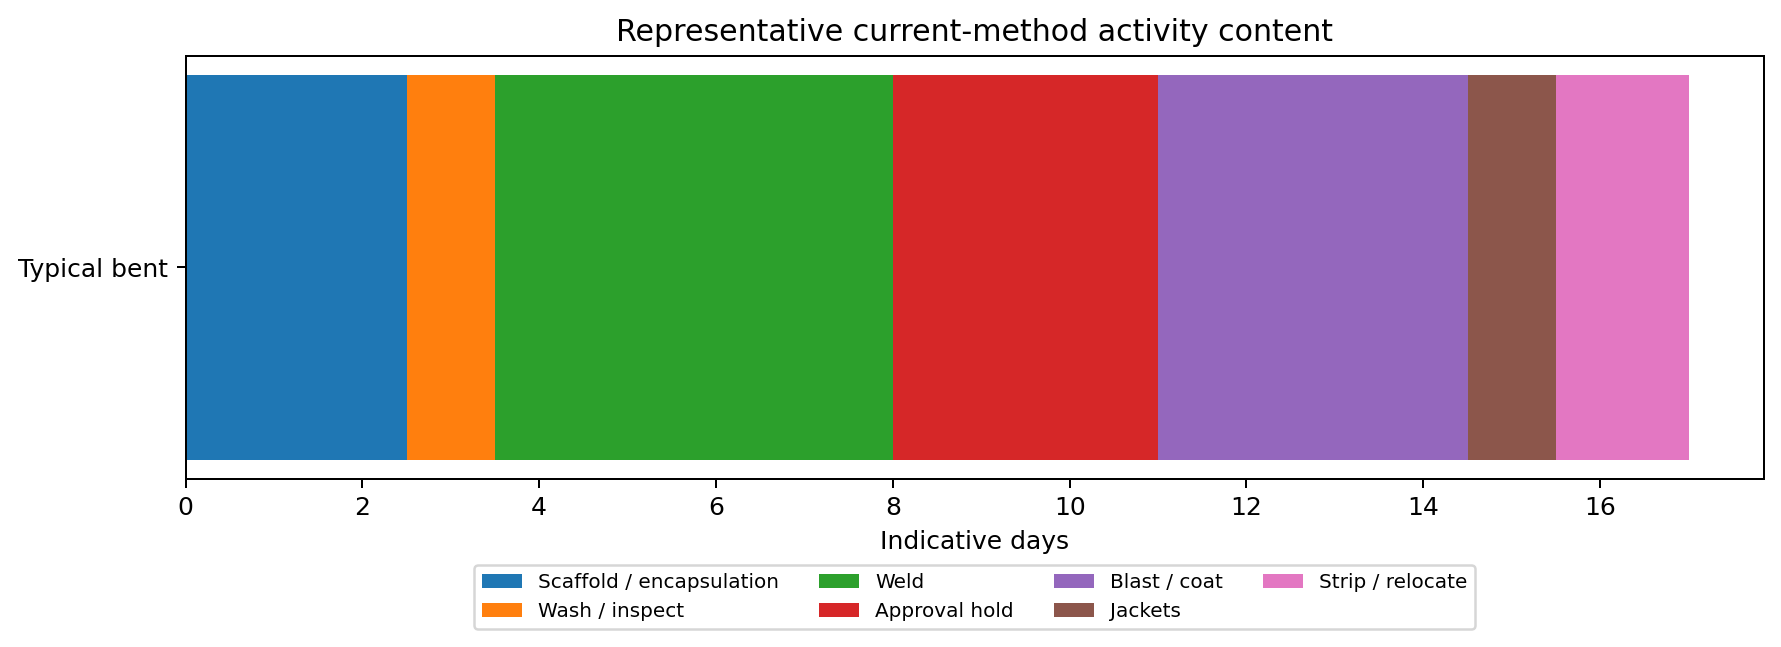 Representative current-method activity content
Typical bent
0 2 4 6 8 10 12 14 16
Indicative days
Scaffold / encapsulation Weld Blast / coat Strip / relocate
Wash / inspect Approval hold Jackets